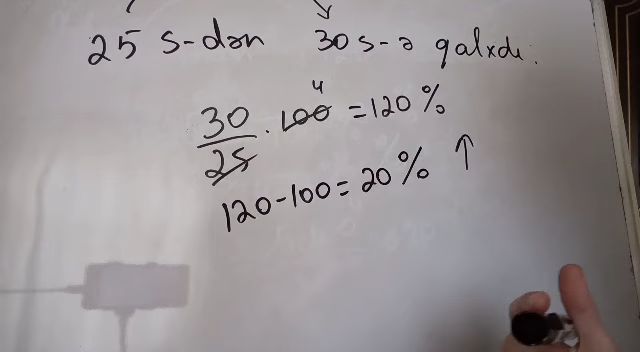 25 s-dən 30 s-ə qalxdı.
30/25 · 100 4 = 120%
120-100 = 20% ↑